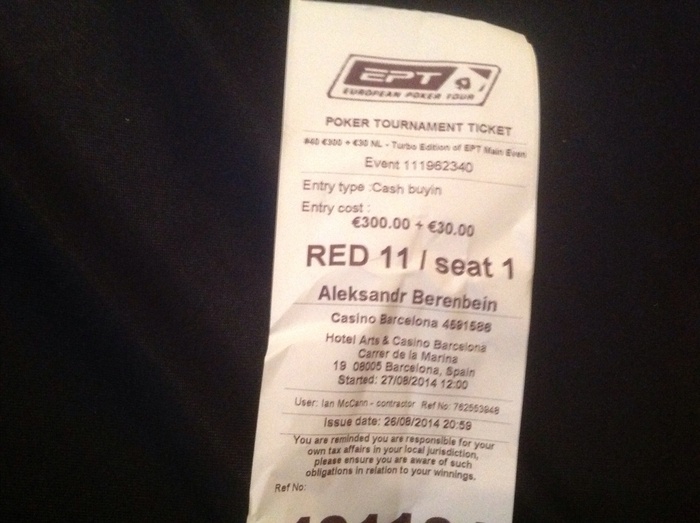 EPT
EUROPEAN POKER TOUR
POKER TOURNAMENT TICKET
#60 €300 + €30 NL - Turbo Edition of EPT Main Event
Event 111962340
Entry type :Cash buyin
Entry cost :
€300.00 + €30.00
RED 11 / seat 1
Aleksandr Berenbein
Casino Barcelona 4591586
Hotel Arts & Casino Barcelona
Carrer de la Marina
19 08005 Barcelona, Spain
Started: 27/08/2014 12:00
User: Ian McCann - contractor Ref No: 762553948
Issue date: 26/08/2014 20:59
You are reminded you are responsible for your
own tax affairs in your local jurisdiction,
please ensure you are aware of such
obligations in relation to your winnings.
Ref No: